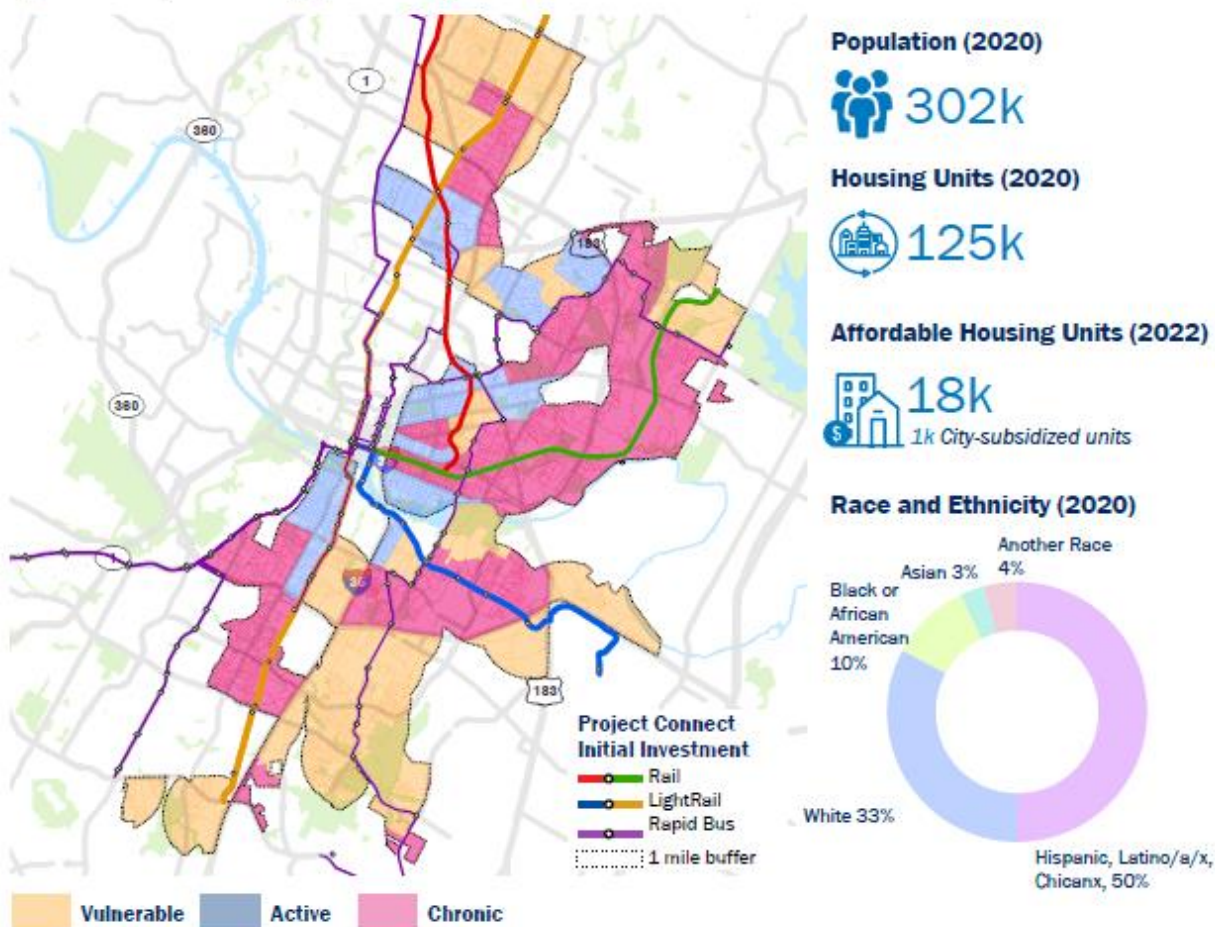 1
360
183
360
35
183
Project Connect
Initial Investment
Rail
LightRail
Rapid Bus
1 mile buffer
Vulnerable
Active
Chronic
Population (2020)
302k
Housing Units (2020)
125k
Affordable Housing Units (2022)
$
18k
1k City-subsidized units
Race and Ethnicity (2020)
Another Race
4%
Asian 3%
Black or
African
American
10%
White 33%
Hispanic, Latino/a/x,
Chicanx, 50%